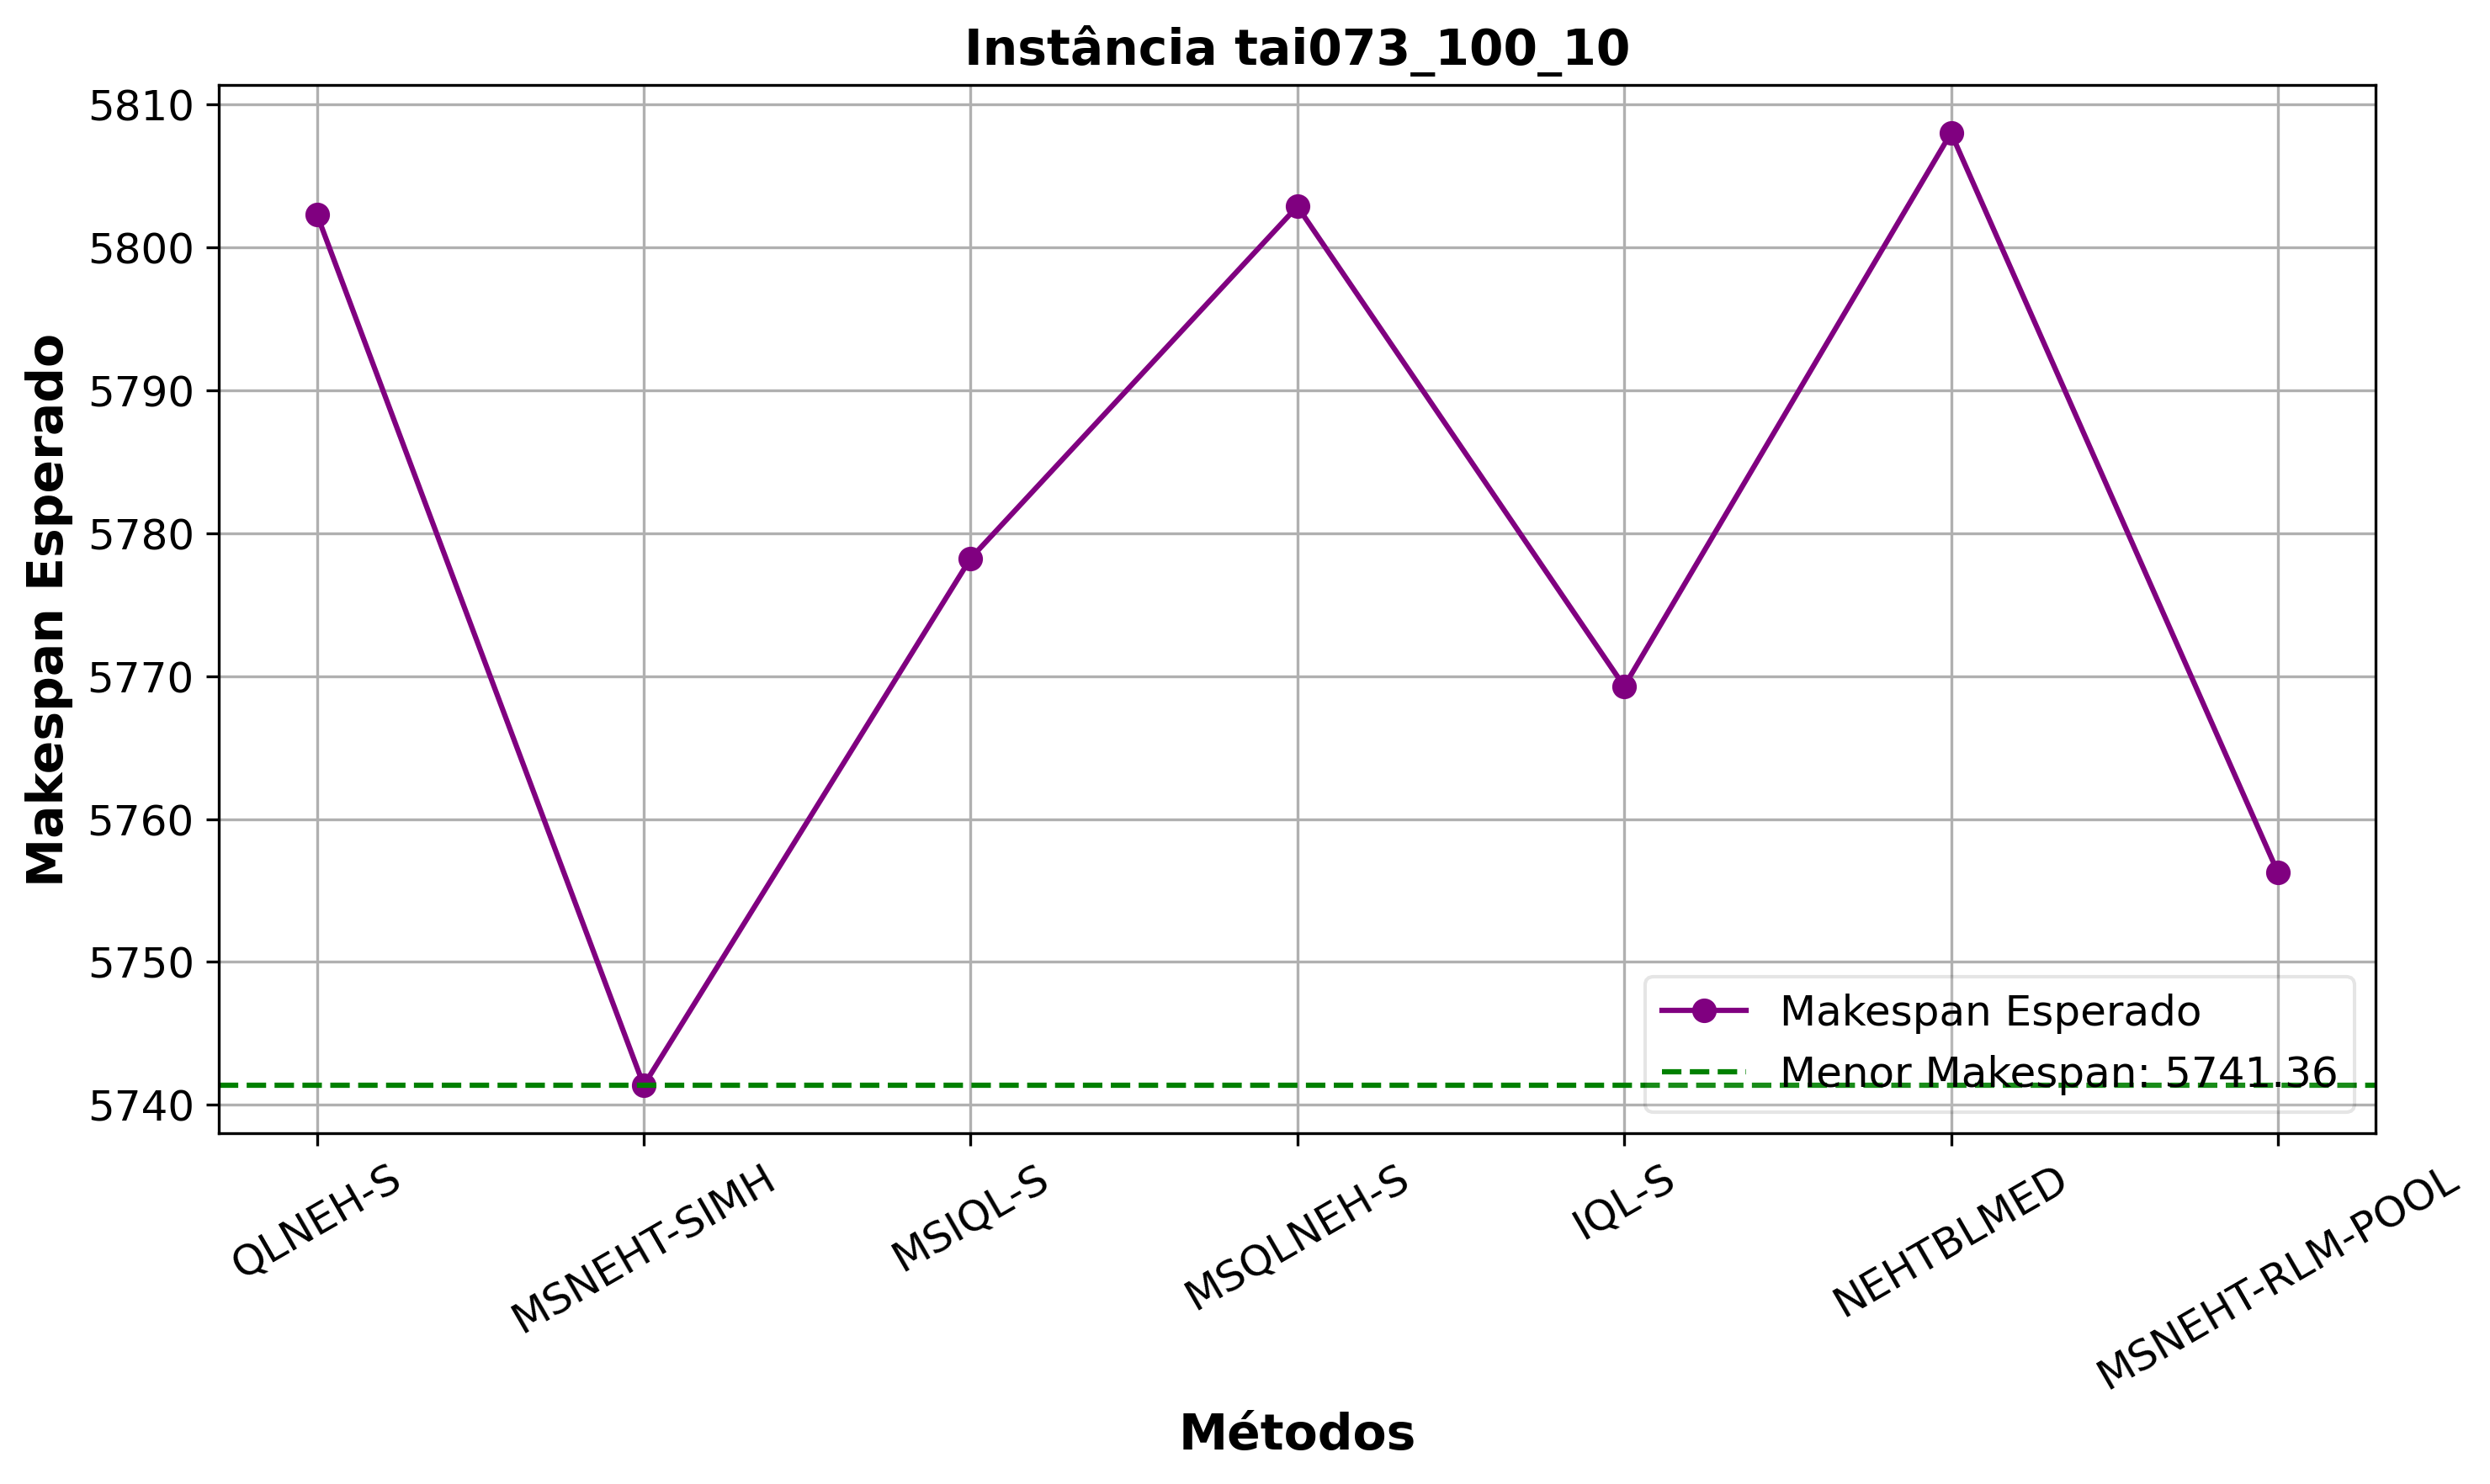 Instância tai073_100_10
Makespan Esperado
5810
5800
5790
5780
5770
5760
5750
5740
Makespan Esperado
Menor Makespan: 5741.36
QLNEH-S
MSNEHT-SIMH
MSIQL-S
MSQLNEH-S
IQL-S
NEHTBLMED
MSNEHT-RLM-POOL
Métodos